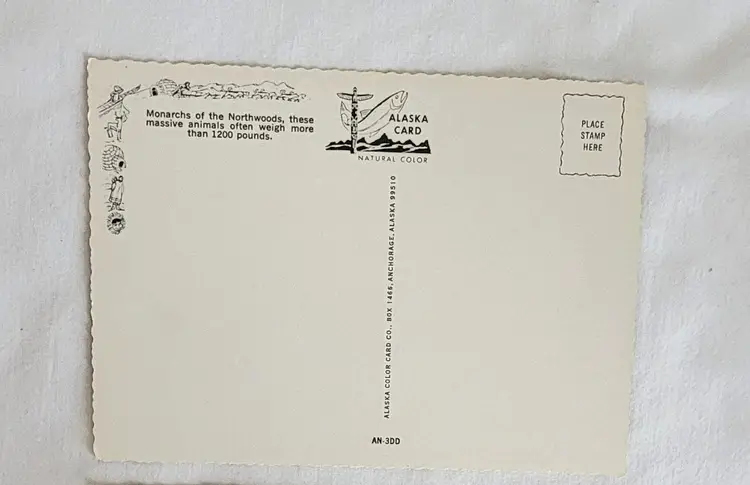 Monarchs of the Northwoods, these
massive animals often weigh more
than 1200 pounds.
ALASKA
CARD
NATURAL COLOR
PLACE
STAMP
HERE
ALASKA COLOR CARD CO., BOX 1466, ANCHORAGE, ALASKA 99510
AN-3DD